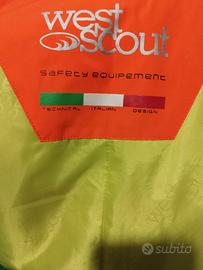 west
scout
safety equipement
TECHNICAL ITALIAN DESIGN
subito